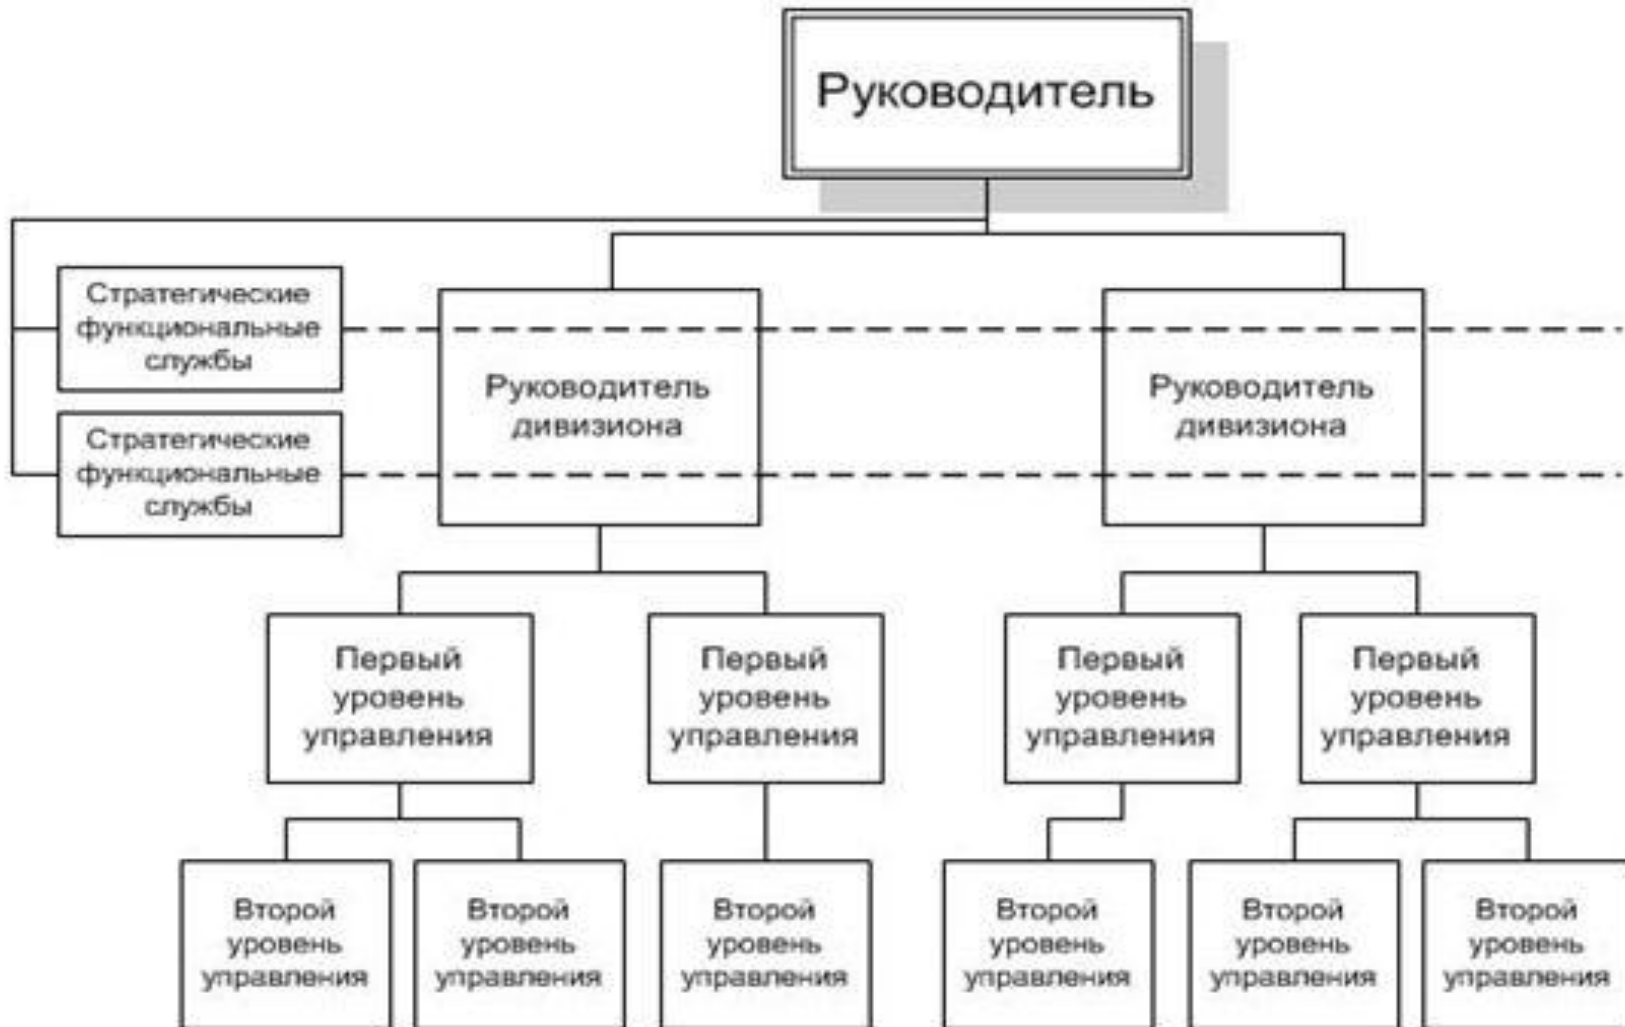 Руководитель
Стратегические
функциональные
службы
Стратегические
функциональные
службы
Руководитель
дивизиона
Руководитель
дивизиона
Первый
уровень
управления
Первый
уровень
управления
Первый
уровень
управления
Первый
уровень
управления
Второй
уровень
управления
Второй
уровень
управления
Второй
уровень
управления
Второй
уровень
управления
Второй
уровень
управления
Второй
уровень
управления